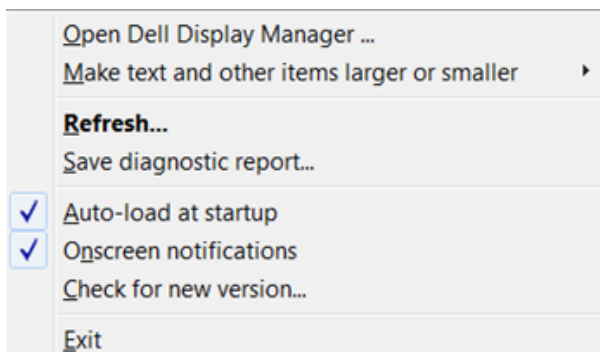 Open Dell Display Manager ...
Make text and other items larger or smaller
Refresh...
Save diagnostic report...
Auto-load at startup
Onscreen notifications
Check for new version...
Exit